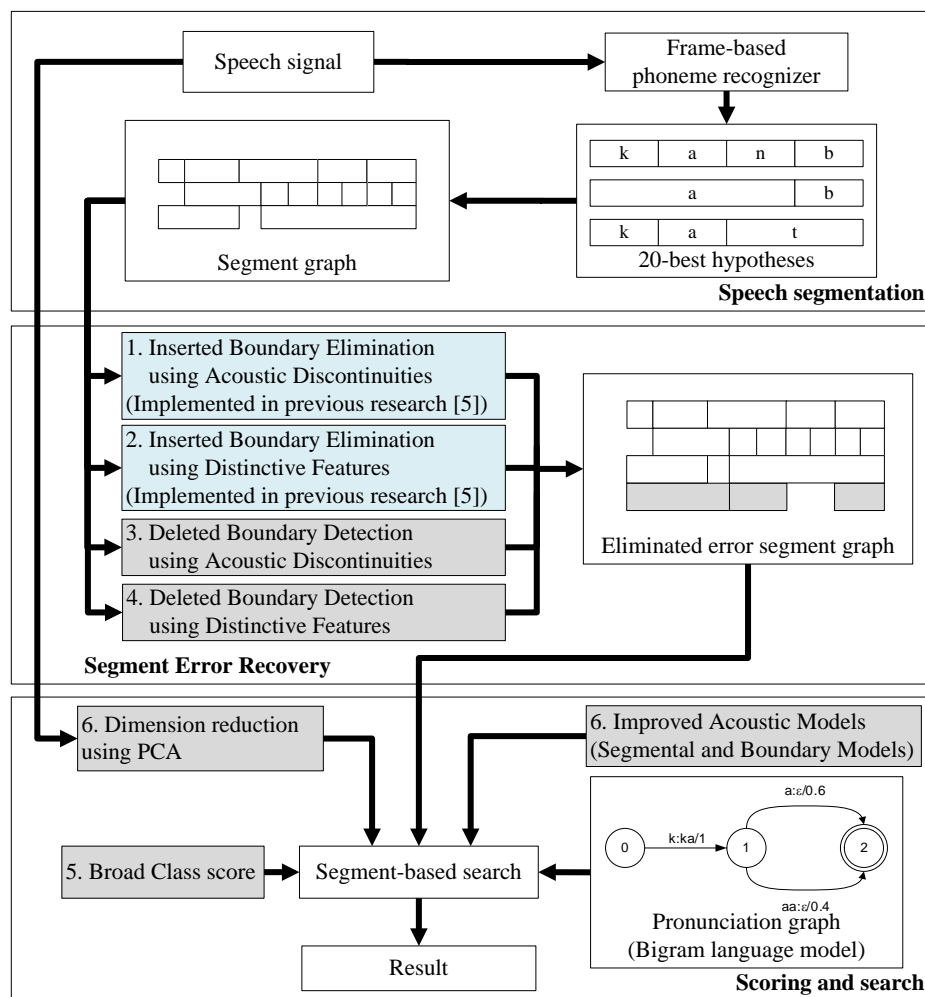 Speech signal
Frame-based
phoneme recognizer
k a n b
a b
k a t
20-best hypotheses
Segment graph
Speech segmentation
1. Inserted Boundary Elimination
using Acoustic Discontinuities
(Implemented in previous research [5])
2. Inserted Boundary Elimination
using Distinctive Features
(Implemented in previous research [5])
3. Deleted Boundary Detection
using Acoustic Discontinuities
4. Deleted Boundary Detection
using Distinctive Features
Eliminated error segment graph
Segment Error Recovery
6. Dimension reduction
using PCA
6. Improved Acoustic Models
(Segmental and Boundary Models)
a:ε/0.6
0 k:ka/1 1 2
aa:ε/0.4
Pronunciation graph
(Bigram language model)
5. Broad Class score
Segment-based search
Result
Scoring and search